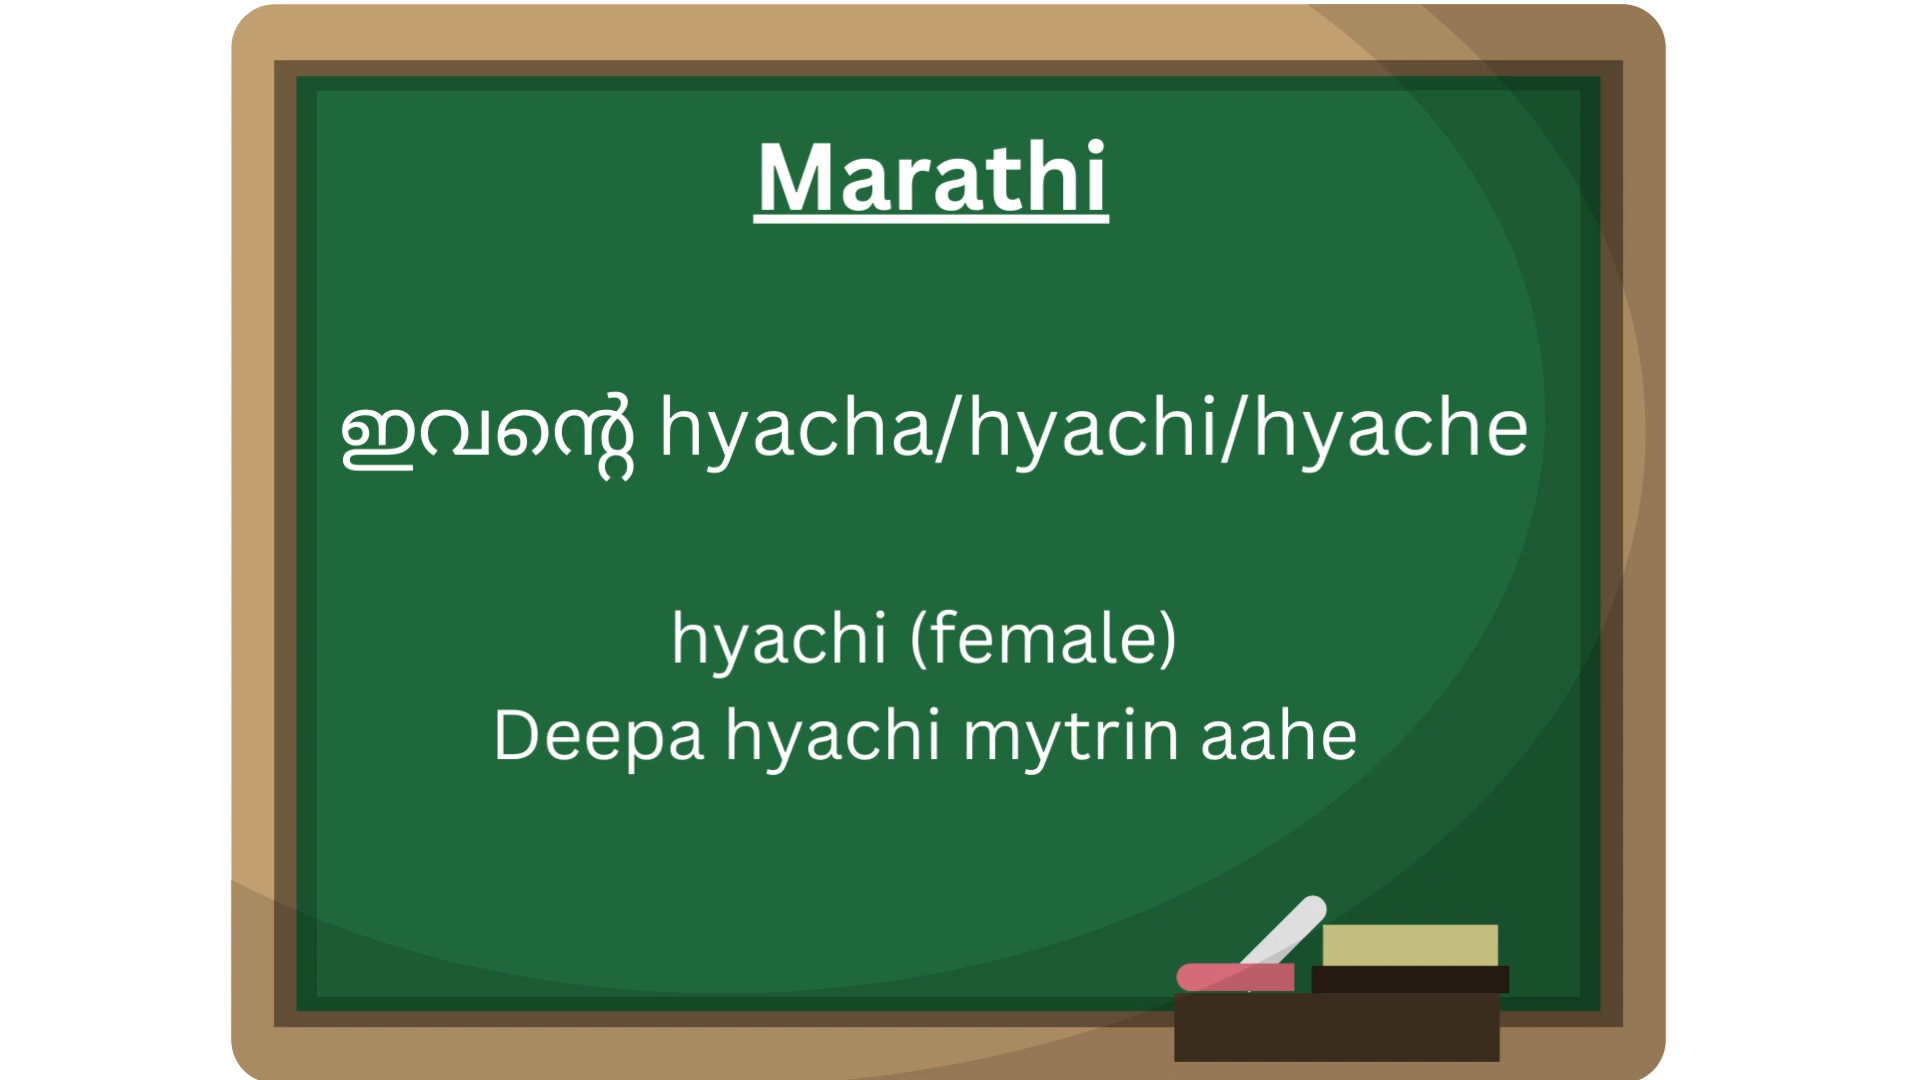 Marathi
ഇവന്റെ hyacha/hyachi/hyache
hyachi (female)
Deepa hyachi mytrin aahe